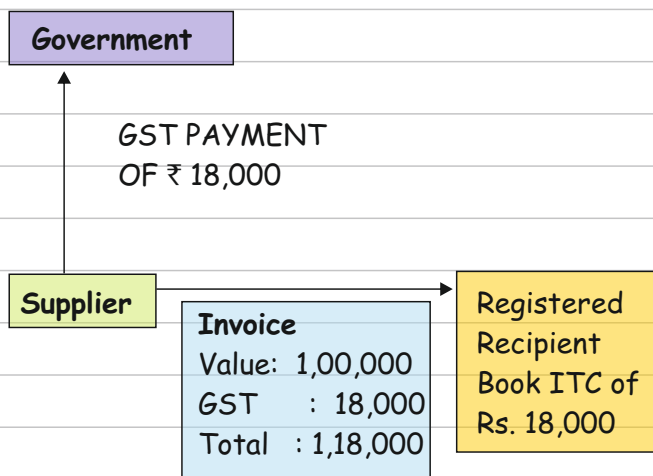 Government
GST PAYMENT
OF ₹ 18,000
Supplier
Invoice
Value: 1,00,000
GST : 18,000
Total : 1,18,000
Registered
Recipient
Book ITC of
Rs. 18,000